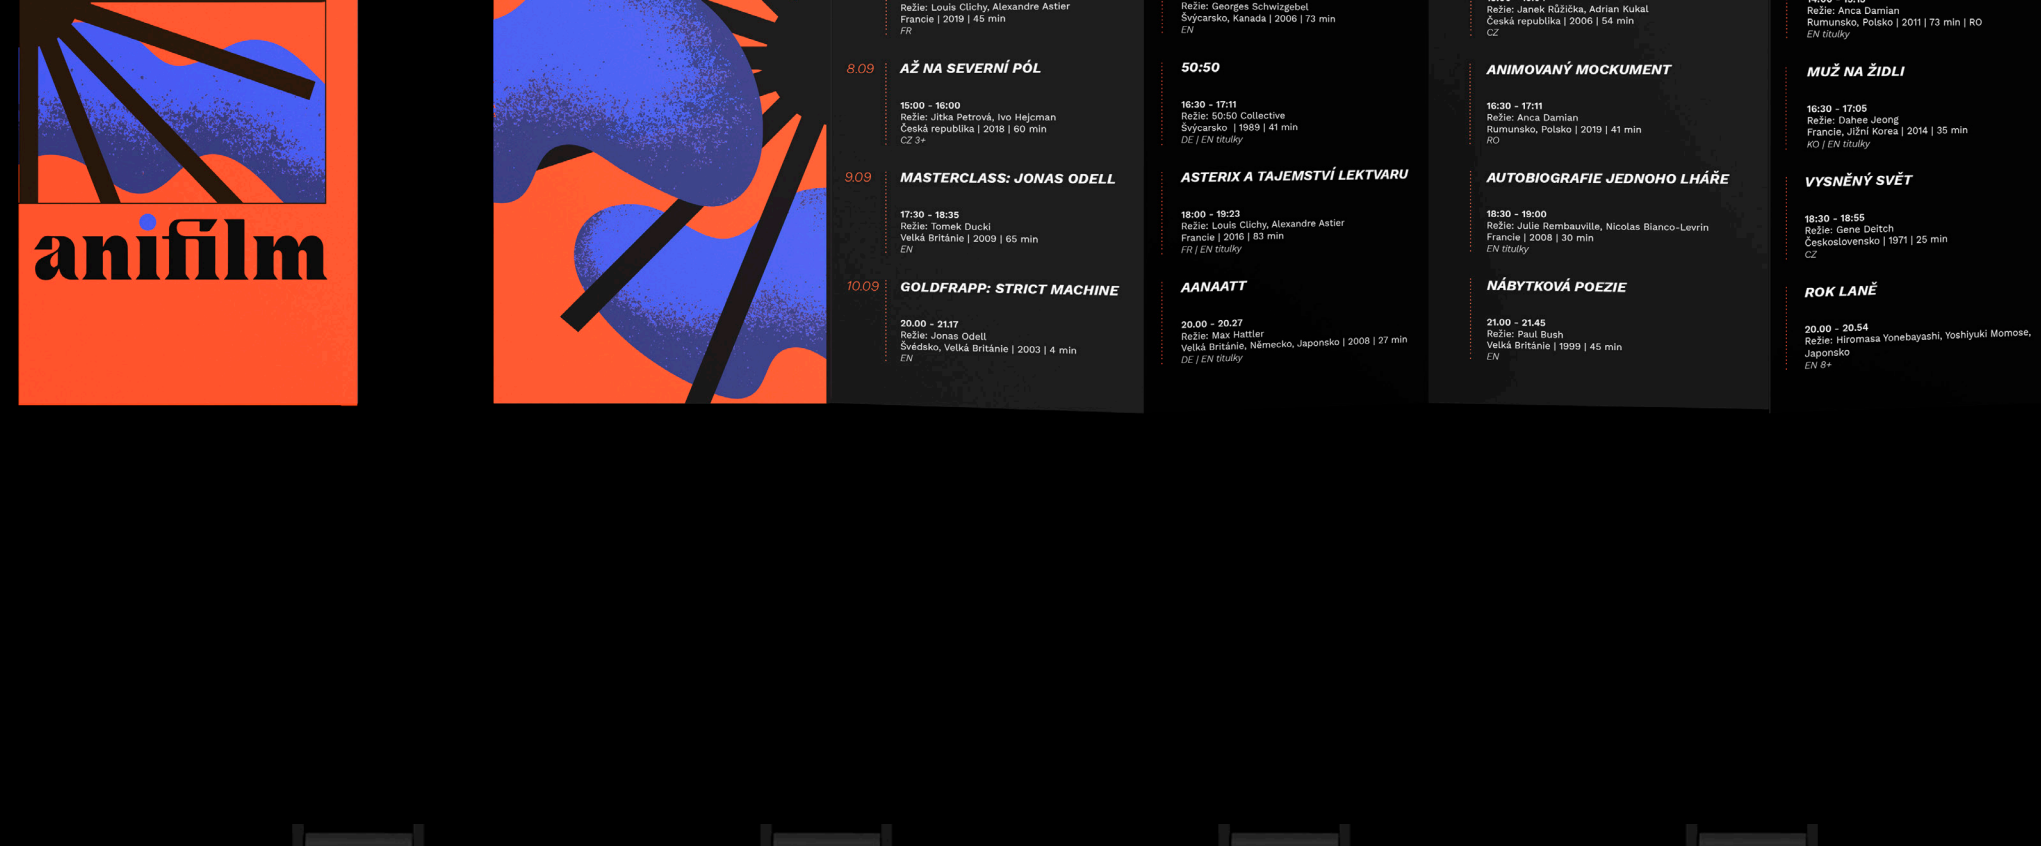 anifilm
Režie: Louis Clichy, Alexandre Astier
Francie | 2019 | 45 min
FR
8.09
AŽ NA SEVERNÍ PÓL
15:00 - 16:00
Režie: Jitka Petrová, Ivo Hejcman
Česká republika | 2018 | 60 min
CZ 3+
9.09
MASTERCLASS: JONAS ODELL
17:30 - 18:35
Režie: Tomek Ducki
Velká Británie | 2009 | 65 min
EN
10.09
GOLDFRAPP: STRICT MACHINE
20.00 - 21.17
Režie: Jonas Odell
Švédsko, Velká Británie | 2003 | 4 min
EN
Režie: Georges Schwizgebel
Švýcarsko, Kanada | 2006 | 73 min
EN
50:50
16:30 - 17:11
Režie: 50:50 Collective
Švýcarsko | 1989 | 41 min
DE | EN titulky
ASTERIX A TAJEMSTVÍ LEKTVARU
18:00 - 19:23
Režie: Louis Clichy, Alexandre Astier
Francie | 2016 | 83 min
FR | EN titulky
AANAATT
20.00 - 20.27
Režie: Max Hattler
Velká Británie, Německo, Japonsko | 2008 | 27 min
DE | EN titulky
Režie: Janek Růžička, Adrian Kukal
Česká republika | 2006 | 54 min
CZ
ANIMOVANÝ MOCKUMENT
16:30 - 17:11
Režie: Anca Damian
Rumunsko, Polsko | 2019 | 41 min
RO
AUTOBIOGRAFIE JEDNOHO LHÁŘE
18:30 - 19:00
Režie: Julie Rembauville, Nicolas Bianco-Levrin
Francie | 2008 | 30 min
EN titulky
NÁBYTKOVÁ POEZIE
21.00 - 21.45
Režie: Paul Bush
Velká Británie | 1999 | 45 min
EN
Režie: Anca Damian
Rumunsko, Polsko | 2011 | 73 min | RO
EN titulky
MUŽ NA ŽIDLI
16:30 - 17:05
Režie: Dahee Jeong
Francie, Jižní Korea | 2014 | 35 min
KO | EN titulky
VYSNĚNÝ SVĚT
18:30 - 18:55
Režie: Gene Deitch
Československo | 1971 | 25 min
CZ
ROK LANĚ
20.00 - 20.54
Režie: Hiromasa Yonebayashi, Yoshiyuki Momose,
Japonsko
EN 8+